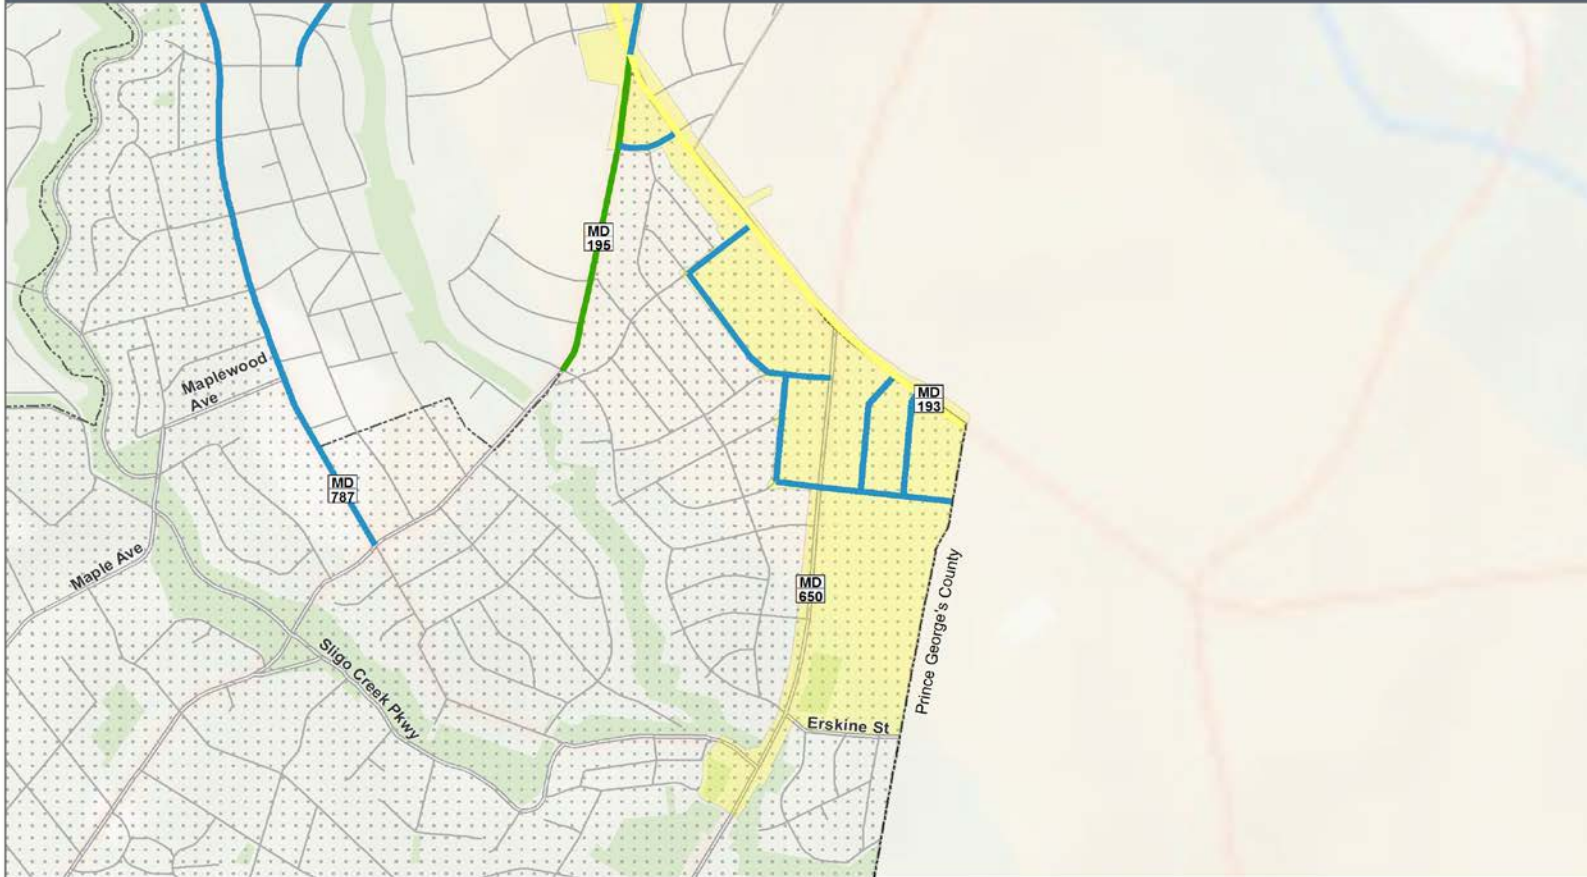 MD
195
Maplewood
Ave
MD
193
MD
787
Maple Ave
MD
650
Prince George's County
Sligo Creek Pkwy
Erskine St